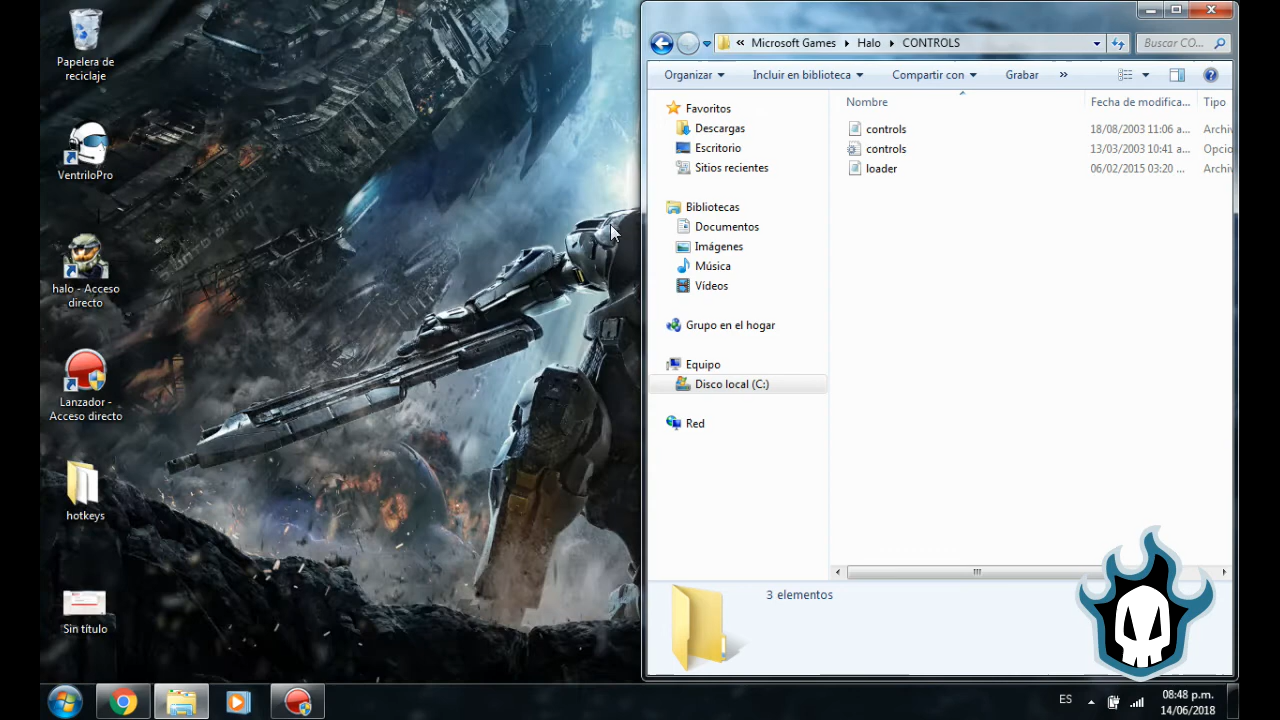 Papelera de
reciclaje
VentriloPro
halo - Acceso
directo
Lanzador -
Acceso directo
hotkeys
Sin título
« Microsoft Games Halo CONTROLS
Buscar CO...
Organizar Incluir en biblioteca Compartir con Grabar »
Nombre Fecha de modifica... Tipo
Favoritos
Descargas
Escritorio
Sitios recientes
Bibliotecas
Documentos
Imágenes
Música
Vídeos
Grupo en el hogar
Equipo
Disco local (C:)
Red
controls 18/08/2003 11:06 a... Archiv
controls 13/03/2003 10:41 a... Opcio
loader 06/02/2015 03:20 ... Archiv
3 elementos
ES
08:48 p.m.
14/06/2018